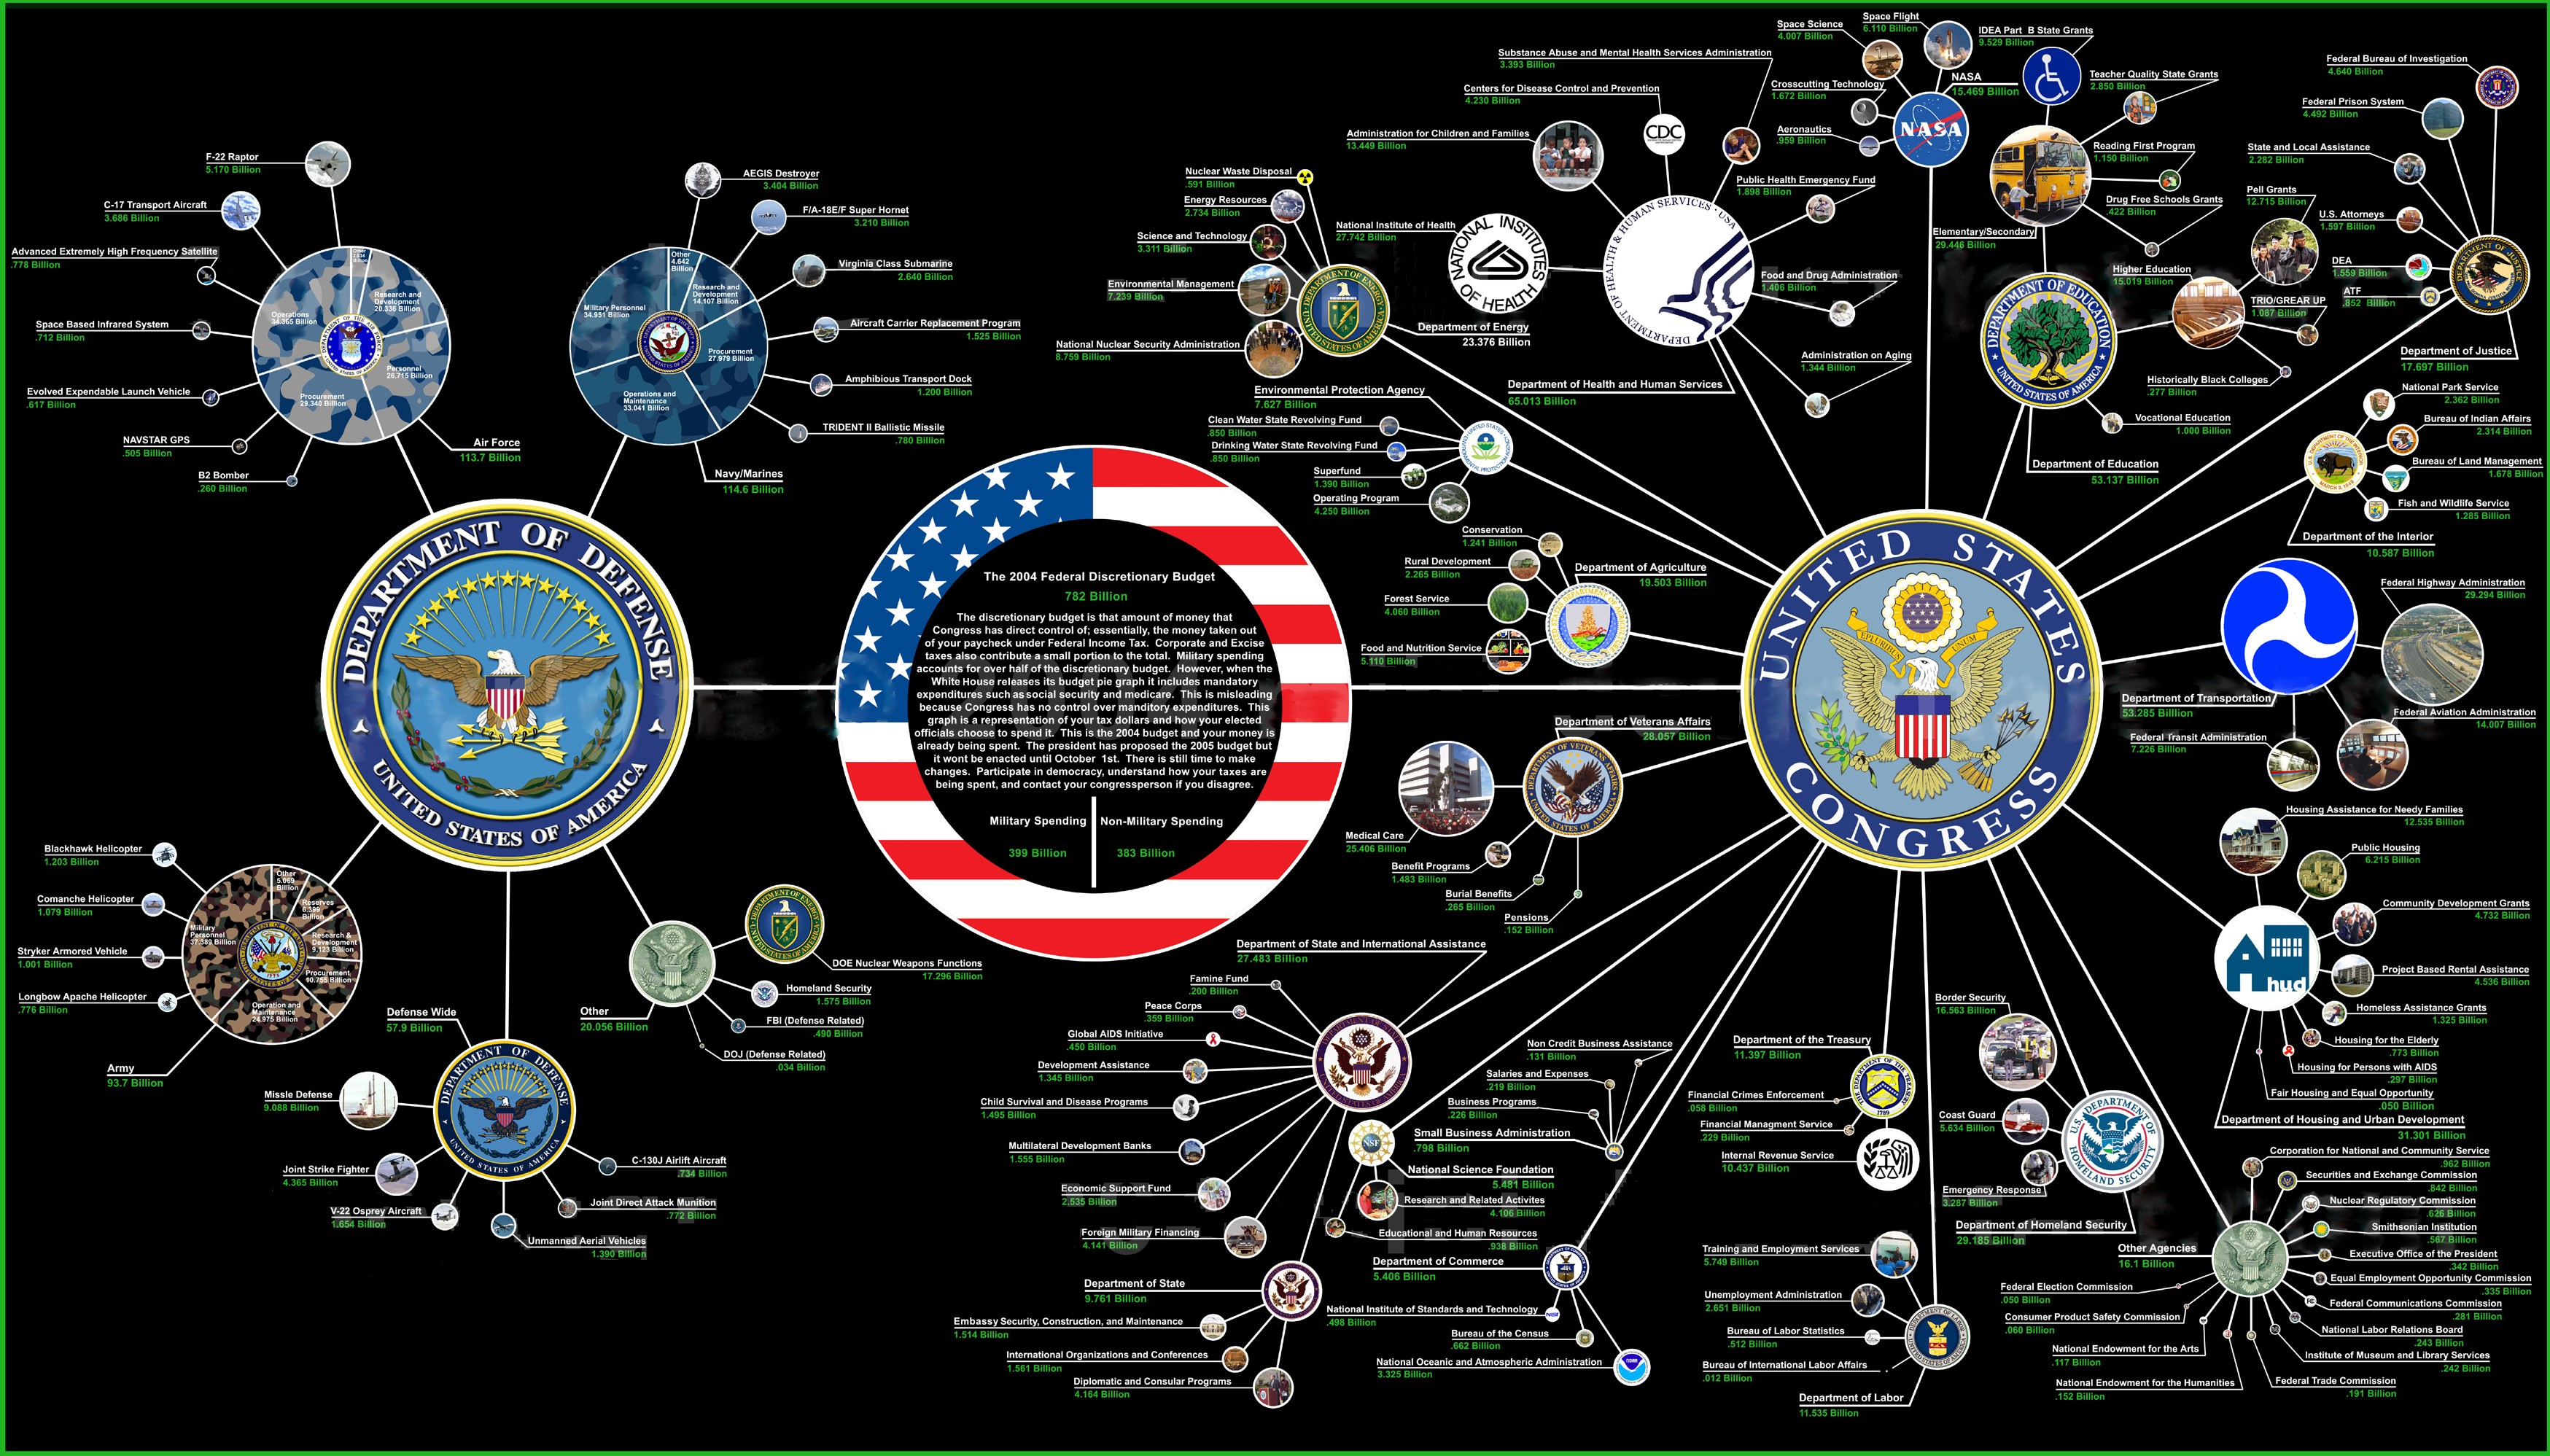 The 2004 Federal Discretionary Budget
782 Billion
The discretionary budget is that amount of money that
Congress has direct control of; essentially, the money taken out
of your paycheck under Federal Income Tax. Corporate and Excise
taxes also contribute a small portion to the total. Military spending
accounts for over half of the discretionary budget. However, when the
White House releases its budget pie graph it includes mandatory
expenditures such as social security and medicare. This is misleading
because Congress has no control over manditory expenditures. This
graph is a representation of your tax dollars and how your elected
officials choose to spend it. This is the 2004 budget and your money is
already being spent. The president has proposed the 2005 budget but
it wont be enacted until October 1st. There is still time to make
changes. Participate in democracy, understand how your taxes are
being spent, and contact your congressperson if you disagree.
Military Spending
399 Billion
Non-Military Spending
383 Billion
DEPARTMENT OF DEFENSE
UNITED STATES OF AMERICA
F-22 Raptor
5.170 Billion
C-17 Transport Aircraft
3.686 Billion
Advanced Extremely High Frequency Satellite
.778 Billion
Space Based Infrared System
.712 Billion
Evolved Expendable Launch Vehicle
.617 Billion
NAVSTAR GPS
.505 Billion
B2 Bomber
.260 Billion
Operations
34.365 Billion
Research and
Development
20.336 Billion
Personnel
26.715 Billion
Procurement
29.340 Billion
Air Force
113.7 Billion
AEGIS Destroyer
3.404 Billion
F/A-18E/F Super Hornet
3.210 Billion
Virginia Class Submarine
2.640 Billion
Aircraft Carrier Replacement Program
1.525 Billion
Amphibious Transport Dock
1.200 Billion
TRIDENT II Ballistic Missile
.780 Billion
Other
4.642
Billion
Research and
Development
14.107 Billion
Military Personnel
34.951 Billion
Procurement
27.979 Billion
Operations and
Maintenance
33.041 Billion
Navy/Marines
114.6 Billion
Blackhawk Helicopter
1.203 Billion
Comanche Helicopter
1.079 Billion
Stryker Armored Vehicle
1.001 Billion
Longbow Apache Helicopter
.776 Billion
Other
5.069
Billion
Reserves
6.399
Billion
Military
Personnel
37.389 Billion
Research &
Development
9.123 Billion
Procurement
10.755 Billion
Operation and
Maintenance
24.975 Billion
Army
93.7 Billion
Defense Wide
57.9 Billion
DEPARTMENT OF DEFENSE
UNITED STATES OF AMERICA
Missle Defense
9.088 Billion
Joint Strike Fighter
4.365 Billion
V-22 Osprey Aircraft
1.654 Billion
Unmanned Aerial Vehicles
1.390 Billion
Joint Direct Attack Munition
.772 Billion
C-130J Airlift Aircraft
.734 Billion
Other
20.056 Billion
DOE Nuclear Weapons Functions
17.296 Billion
Homeland Security
1.575 Billion
FBI (Defense Related)
.490 Billion
DOJ (Defense Related)
.034 Billion
UNITED STATES
CONGRESS
E PLURIBUS UNUM
Nuclear Waste Disposal
.591 Billion
Energy Resources
2.734 Billion
Science and Technology
3.311 Billion
Environmental Management
7.239 Billion
National Nuclear Security Administration
8.759 Billion
DEPARTMENT OF ENERGY
UNITED STATES OF AMERICA
Department of Energy
23.376 Billion
Substance Abuse and Mental Health Services Administration
3.393 Billion
Centers for Disease Control and Prevention
4.230 Billion
CDC
Administration for Children and Families
13.449 Billion
National Institute of Health
27.742 Billion
NATIONAL INSTITUTES
OF HEALTH
Public Health Emergency Fund
1.898 Billion
Food and Drug Administration
1.406 Billion
Administration on Aging
1.344 Billion
DEPARTMENT OF HEALTH & HUMAN SERVICES · USA
Department of Health and Human Services
65.013 Billion
Space Science
4.007 Billion
Space Flight
6.110 Billion
Crosscutting Technology
1.672 Billion
Aeronautics
.959 Billion
NASA
NASA
15.469 Billion
IDEA Part B State Grants
9.529 Billion
Teacher Quality State Grants
2.850 Billion
Reading First Program
1.150 Billion
Drug Free Schools Grants
.422 Billion
Elementary/Secondary
29.446 Billion
Pell Grants
12.715 Billion
Higher Education
15.019 Billion
TRIO/GREAR UP
1.087 Billion
Historically Black Colleges
.277 Billion
Vocational Education
1.000 Billion
DEPARTMENT OF EDUCATION
UNITED STATES OF AMERICA
Department of Education
53.137 Billion
Federal Bureau of Investigation
4.640 Billion
Federal Prison System
4.492 Billion
State and Local Assistance
2.282 Billion
U.S. Attorneys
1.597 Billion
DEA
1.559 Billion
ATF
.852 Billion
DEPARTMENT OF JUSTICE
Department of Justice
17.697 Billion
National Park Service
2.362 Billion
Bureau of Indian Affairs
2.314 Billion
Bureau of Land Management
1.678 Billion
Fish and Wildlife Service
1.285 Billion
Department of the Interior
10.587 Billion
Federal Highway Administration
29.294 Billion
Federal Aviation Administration
14.007 Billion
Federal Transit Administration
7.226 Billion
Department of Transportation
53.285 Billlion
Environmental Protection Agency
7.627 Billion
Clean Water State Revolving Fund
.850 Billion
Drinking Water State Revolving Fund
.850 Billion
Superfund
1.390 Billion
Operating Program
4.250 Billion
Conservation
1.241 Billion
Rural Development
2.265 Billion
Forest Service
4.060 Billion
Food and Nutrition Service
5.110 Billion
Department of Agriculture
19.503 Billion
Department of Veterans Affairs
28.057 Billion
DEPARTMENT OF VETERANS AFFAIRS
UNITED STATES OF AMERICA
Medical Care
25.406 Billion
Benefit Programs
1.483 Billion
Burial Benefits
.265 Billion
Pensions
.152 Billion
Housing Assistance for Needy Families
12.535 Billion
Public Housing
6.215 Billion
Community Development Grants
4.732 Billion
Project Based Rental Assistance
4.536 Billion
Homeless Assistance Grants
1.325 Billion
Housing for the Elderly
.773 Billion
Housing for Persons with AIDS
.297 Billion
Fair Housing and Equal Opportunity
.050 Billion
hud
Department of Housing and Urban Development
31.301 Billion
Department of State and International Assistance
27.483 Billion
Famine Fund
.200 Billion
Peace Corps
.359 Billion
Global AIDS Initiative
.450 Billion
Development Assistance
1.345 Billion
Child Survival and Disease Programs
1.495 Billion
Multilateral Development Banks
1.555 Billion
Economic Support Fund
2.535 Billion
Foreign Military Financing
4.141 Billion
Department of State
9.761 Billion
Embassy Security, Construction, and Maintenance
1.514 Billion
International Organizations and Conferences
1.561 Billion
Diplomatic and Consular Programs
4.164 Billion
Non Credit Business Assistance
.131 Billion
Salaries and Expenses
.219 Billion
Business Programs
.226 Billion
Small Business Administration
.798 Billion
NSF
National Science Foundation
5.481 Billion
Research and Related Activites
4.106 Billion
Educational and Human Resources
.938 Billion
Department of Commerce
5.406 Billion
National Institute of Standards and Technology
.498 Billion
Bureau of the Census
.662 Billion
National Oceanic and Atmospheric Administration
3.325 Billion
Department of the Treasury
11.397 Billion
Financial Crimes Enforcement
.058 Billion
Financial Managment Service
.229 Billion
Internal Revenue Service
10.437 Billion
Training and Employment Services
5.749 Billion
Unemployment Administration
2.651 Billion
Bureau of Labor Statistics
.512 Billion
Bureau of International Labor Affairs
.012 Billion
Department of Labor
11.535 Billion
Border Security
16.563 Billion
Coast Guard
5.634 Billion
Emergency Response
3.287 Billion
U.S. DEPARTMENT OF
HOMELAND SECURITY
Department of Homeland Security
29.185 Billion
Other Agencies
16.1 Billion
Corporation for National and Community Service
.962 Billion
Securities and Exchange Commission
.842 Billion
Nuclear Regulatory Commission
.626 Billion
Smithsonian Institution
.567 Billion
Executive Office of the President
.342 Billion
Equal Employment Opportunity Commission
.335 Billion
Federal Communications Commission
.281 Billion
National Labor Relations Board
.243 Billion
Institute of Museum and Library Services
.242 Billion
Federal Trade Commission
.191 Billion
National Endowment for the Humanities
.152 Billion
National Endowment for the Arts
.117 Billion
Consumer Product Safety Commission
.060 Billion
Federal Election Commission
.050 Billion